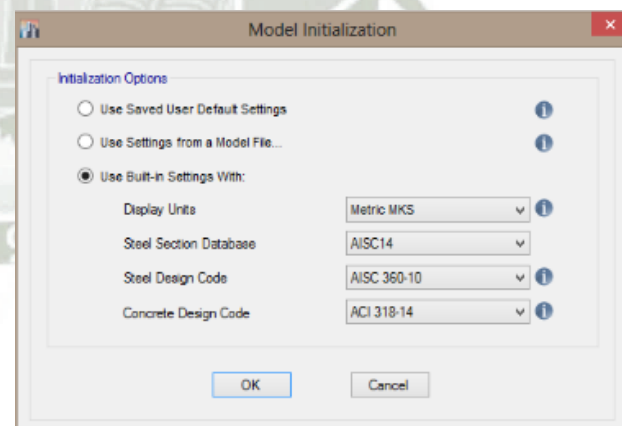 Model Initialization
Initialization Options
Use Saved User Default Settings
Use Settings from a Model File...
Use Built-in Settings With:
Display Units Metric MKS
Steel Section Database AISC14
Steel Design Code AISC 360-10
Concrete Design Code ACI 318-14
OK Cancel